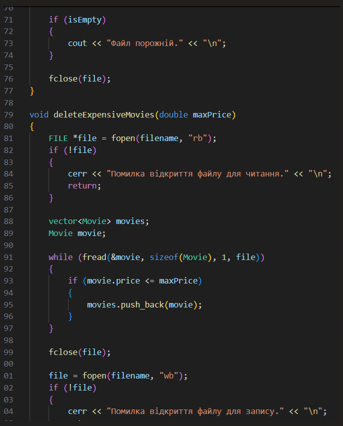 70
71 if (isEmpty)
72 {
73 cout << "Файл порожній." << "\n";
74 }
75
76 fclose(file);
77 }
78
79 void deleteExpensiveMovies(double maxPrice)
80 {
81 FILE *file = fopen(filename, "rb");
82 if (!file)
83 {
84 cerr << "Помилка відкриття файлу для читання." << "\n";
85 return;
86 }
87
88 vector<Movie> movies;
89 Movie movie;
90
91 while (fread(&movie, sizeof(Movie), 1, file))
92 {
93 if (movie.price <= maxPrice)
94 {
95 movies.push_back(movie);
96 }
97 }
98
99 fclose(file);
00
01 file = fopen(filename, "wb");
02 if (!file)
03 {
04 cerr << "Помилка відкриття файлу для запису." << "\n";